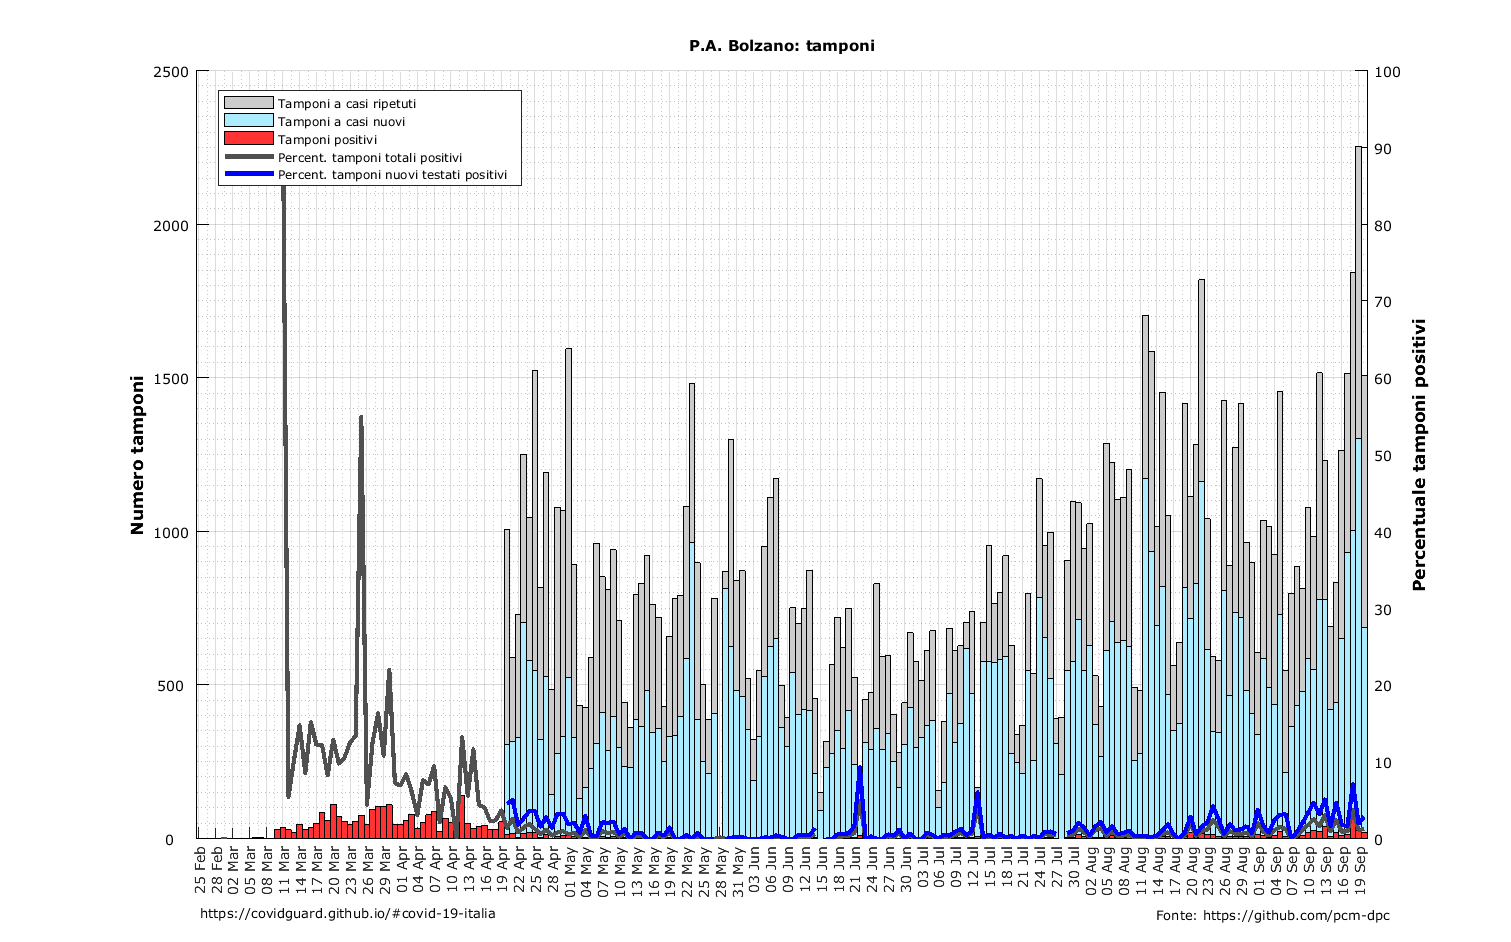 P.A. Bolzano: tamponi
2500
2000
1500
1000
500
0
Numero tamponi
100
90
80
70
60
50
40
30
20
10
0
Percentuale tamponi positivi
Tamponi a casi ripetuti
Tamponi a casi nuovi
Tamponi positivi
Percent. tamponi totali positivi
Percent. tamponi nuovi testati positivi
25 Feb
28 Feb
02 Mar
05 Mar
08 Mar
11 Mar
14 Mar
17 Mar
20 Mar
23 Mar
26 Mar
29 Mar
01 Apr
04 Apr
07 Apr
10 Apr
13 Apr
16 Apr
19 Apr
22 Apr
25 Apr
28 Apr
01 May
04 May
07 May
10 May
13 May
16 May
19 May
22 May
25 May
28 May
31 May
03 Jun
06 Jun
09 Jun
12 Jun
15 Jun
18 Jun
21 Jun
24 Jun
27 Jun
30 Jun
03 Jul
06 Jul
09 Jul
12 Jul
15 Jul
18 Jul
21 Jul
24 Jul
27 Jul
30 Jul
02 Aug
05 Aug
08 Aug
11 Aug
14 Aug
17 Aug
20 Aug
23 Aug
26 Aug
29 Aug
01 Sep
04 Sep
07 Sep
10 Sep
13 Sep
16 Sep
19 Sep
https://covidguard.github.io/#covid-19-italia
Fonte: https://github.com/pcm-dpc